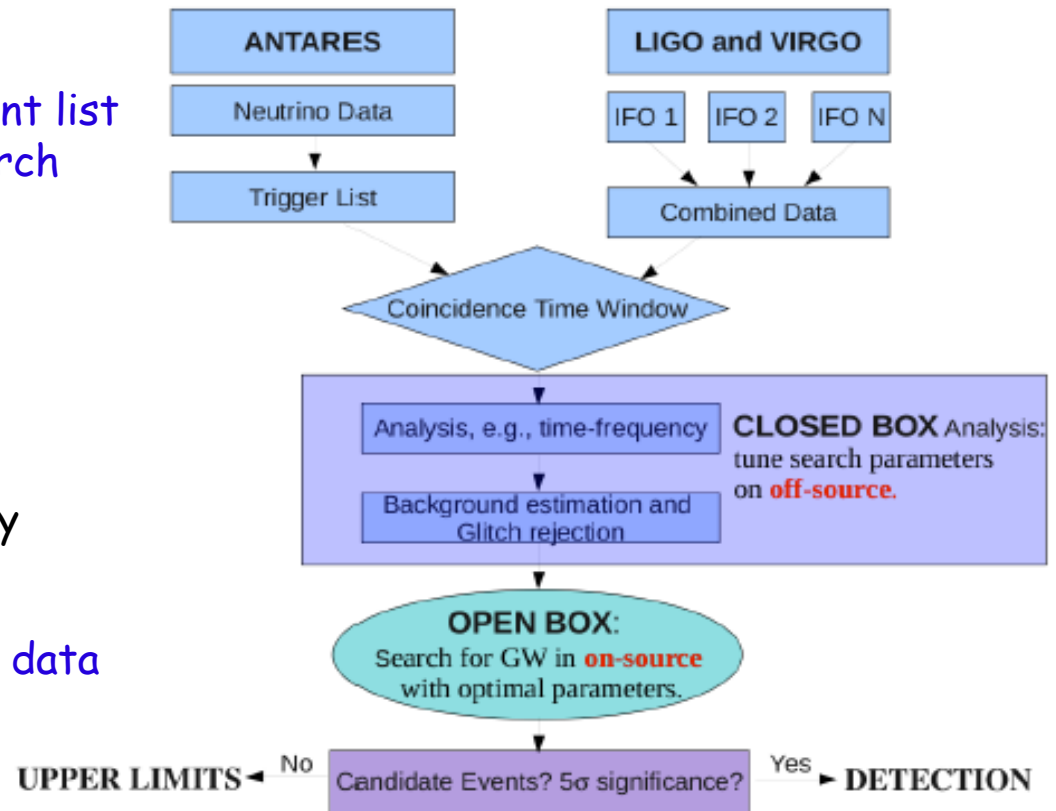 ANTARES
LIGO and VIRGO
nt list
Neutrino Data
IFO 1
IFO 2
IFO N
rch
Trigger List
Combined Data
Coincidence Time Window
Analysis, e.g., time-frequency
CLOSED BOX Analysis:
tune search parameters
on off-source.
Background estimation and
Glitch rejection
y
OPEN BOX:
Search for GW in on-source
with optimal parameters.
data
UPPER LIMITS
No
Candidate Events? 5σ significance?
Yes
DETECTION